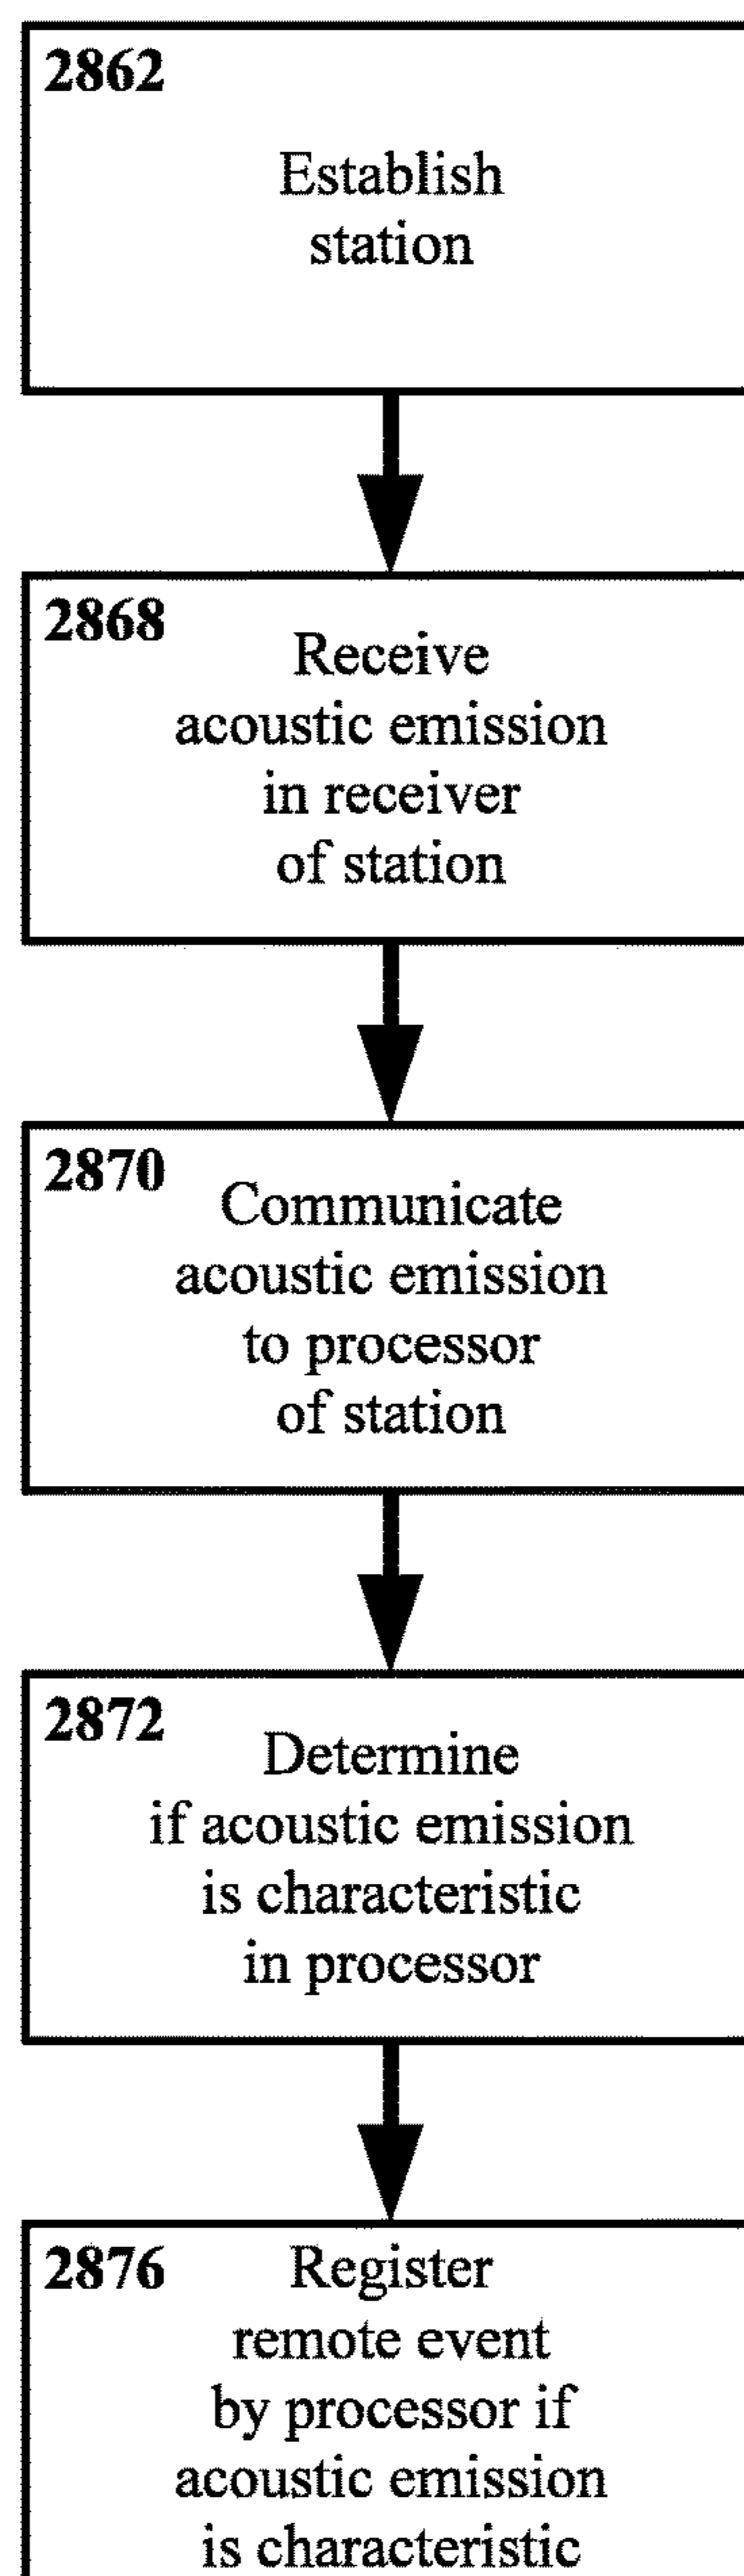 2862
Establish
station
2868
Receive
acoustic emission
in receiver
of station
2870
Communicate
acoustic emission
to processor
of station
2872
Determine
if acoustic emission
is characteristic
in processor
2876
Register
remote event
by processor if
acoustic emission
is characteristic